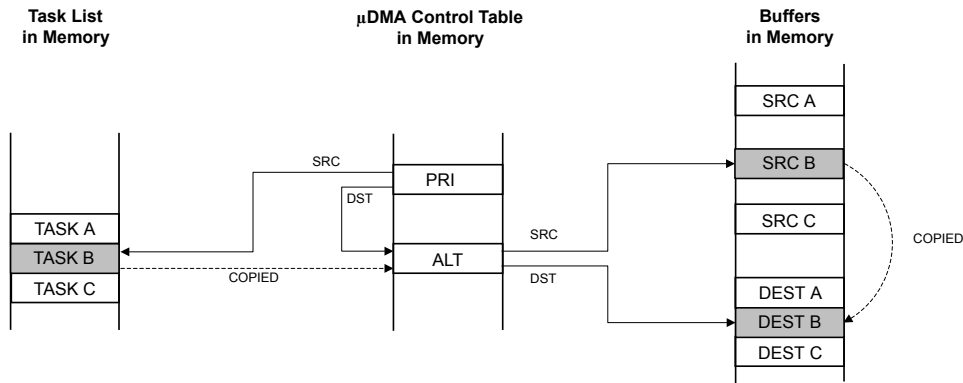 Task List
in Memory
µDMA Control Table
in Memory
Buffers
in Memory
SRC A
SRC
PRI
SRC B
DST
TASK A
SRC C
SRC
COPIED
TASK B
ALT
COPIED
DST
TASK C
DEST A
DEST B
DEST C